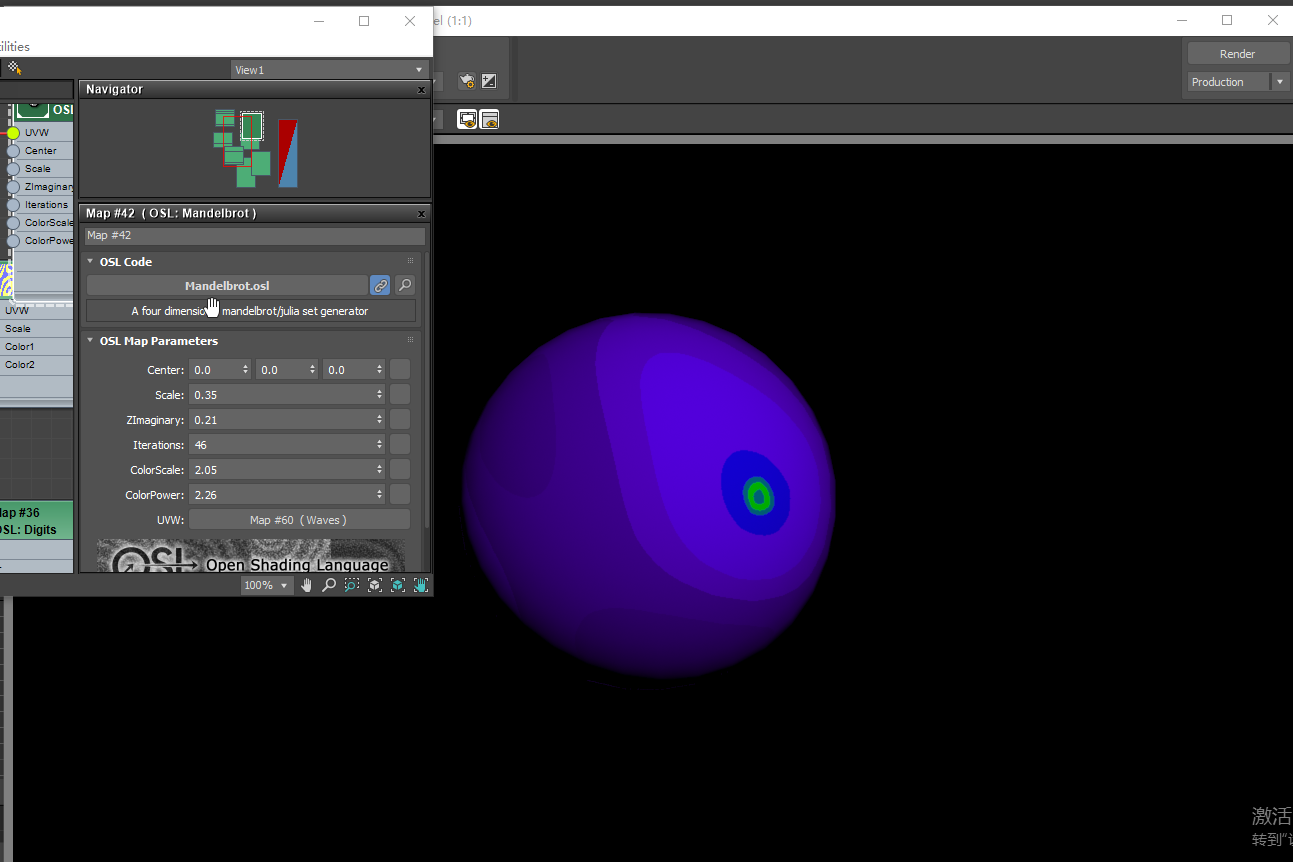 el (1:1)
ilities
View1
Render
Production
Navigator
OSL
UVW
Center
Scale
ZImaginary
Iterations
ColorScale
ColorPowe
UVW
Scale
Color1
Color2
Map #36
OSL: Digits
Map #42 ( OSL: Mandelbrot )
Map #42
OSL Code
Mandelbrot.osl
A four dimensio mandelbrot/julia set generator
OSL Map Parameters
Center: 0.0 0.0 0.0
Scale: 0.35
ZImaginary: 0.21
Iterations: 46
ColorScale: 2.05
ColorPower: 2.26
UVW: Map #60 ( Waves )
OSL Open Shading Language
100%
激活
转到"设